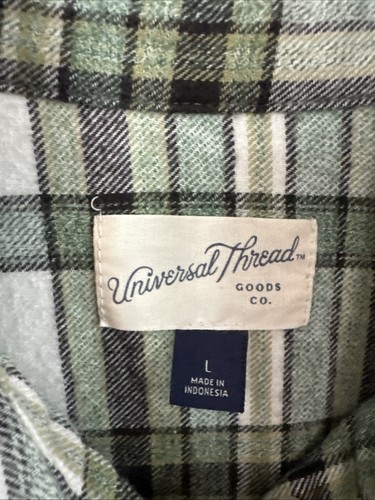 Universal Thread™
GOODS
CO.
L
MADE IN
INDONESIA